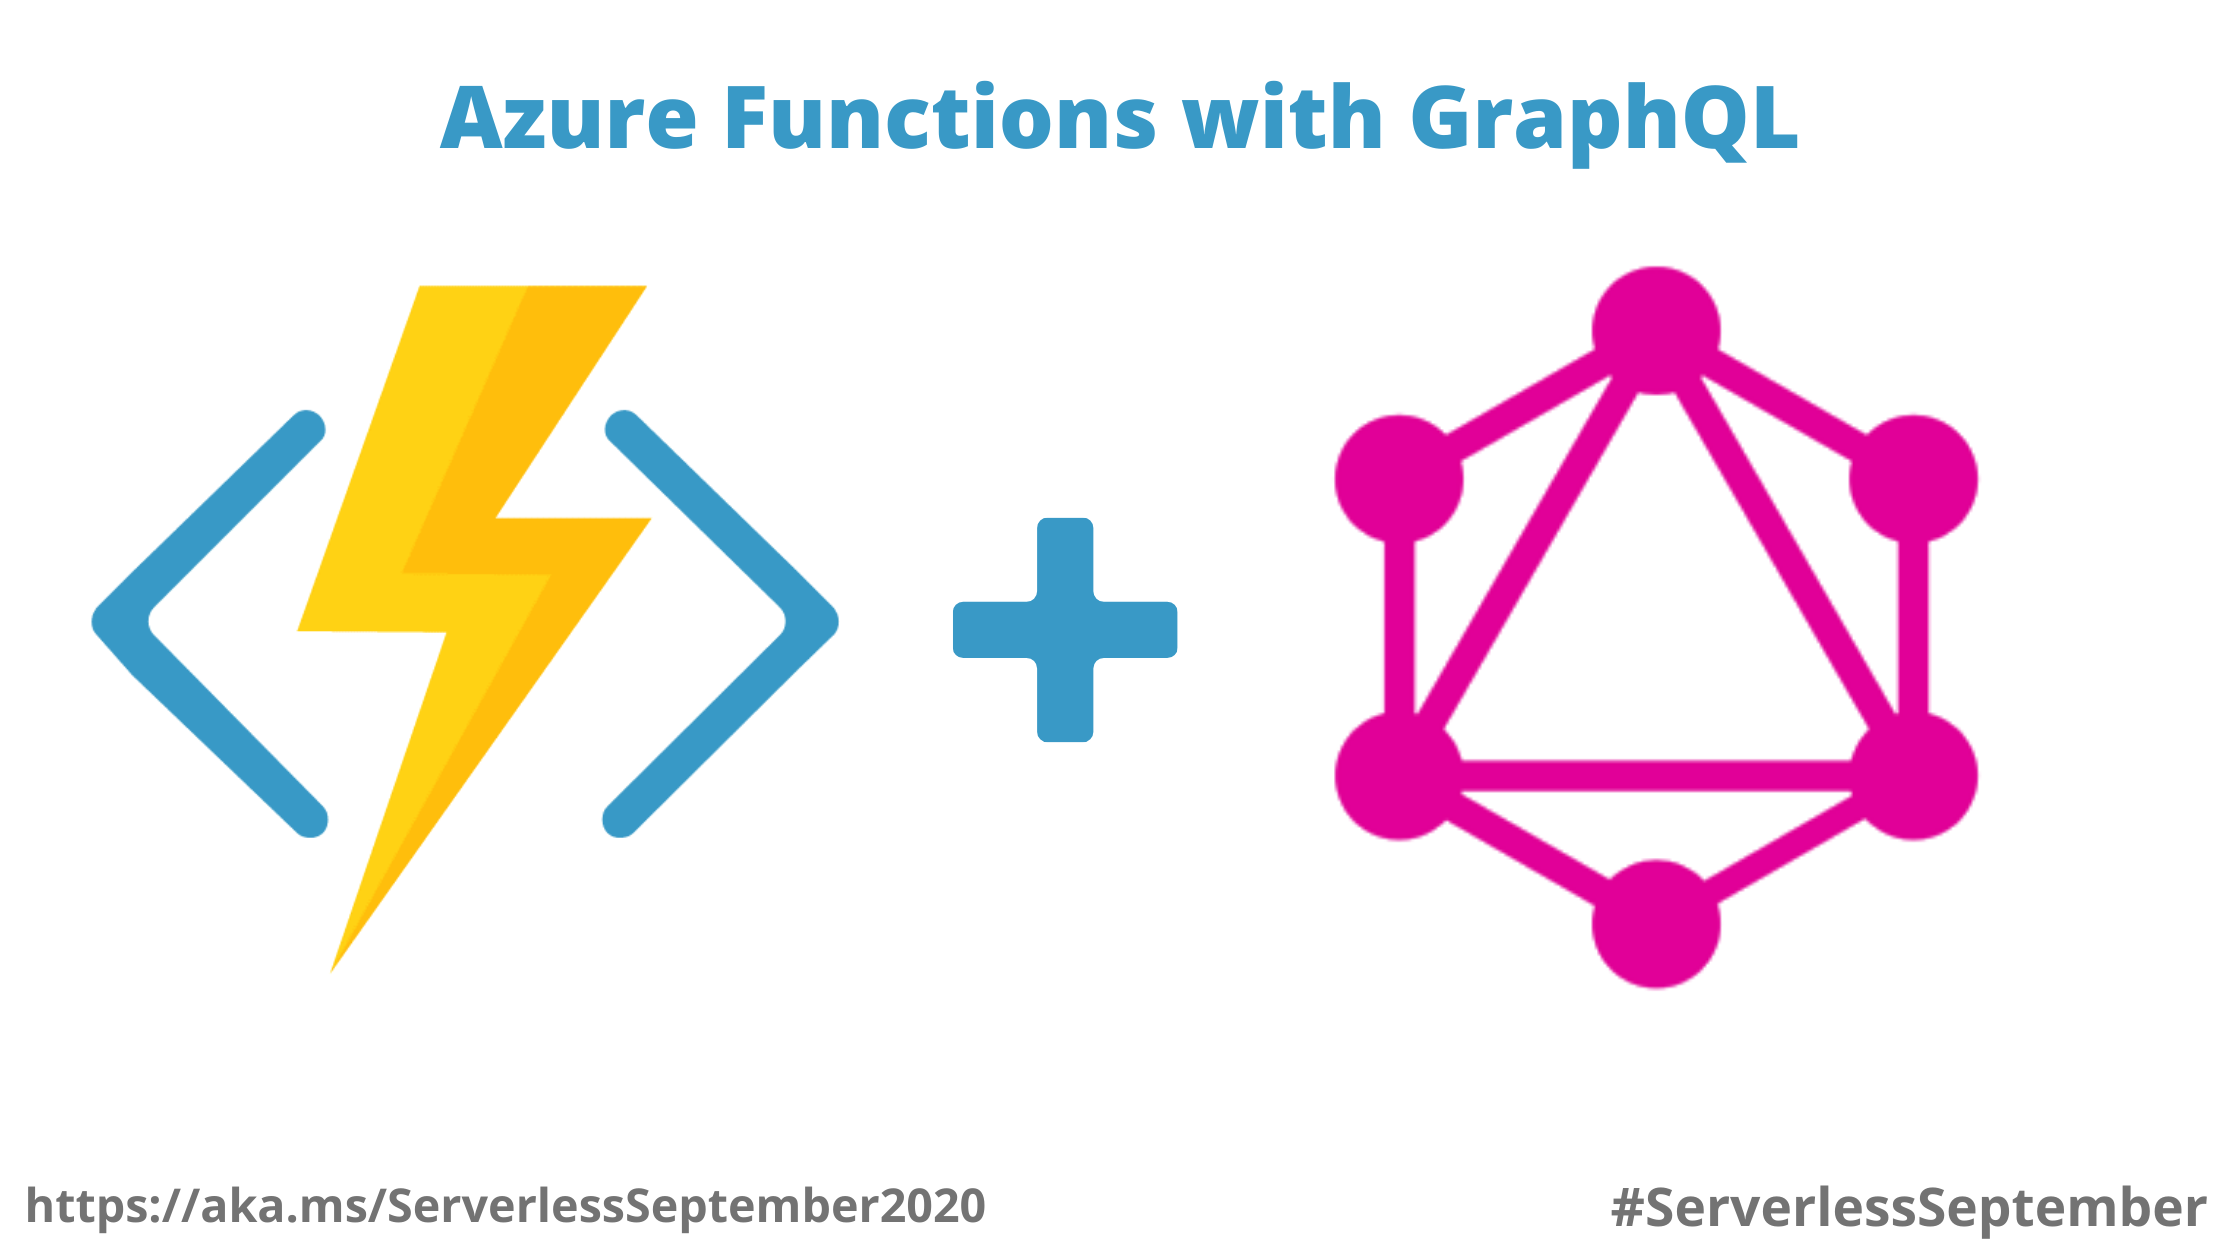 Azure Functions with GraphQL
https://aka.ms/ServerlessSeptember2020
#ServerlessSeptember